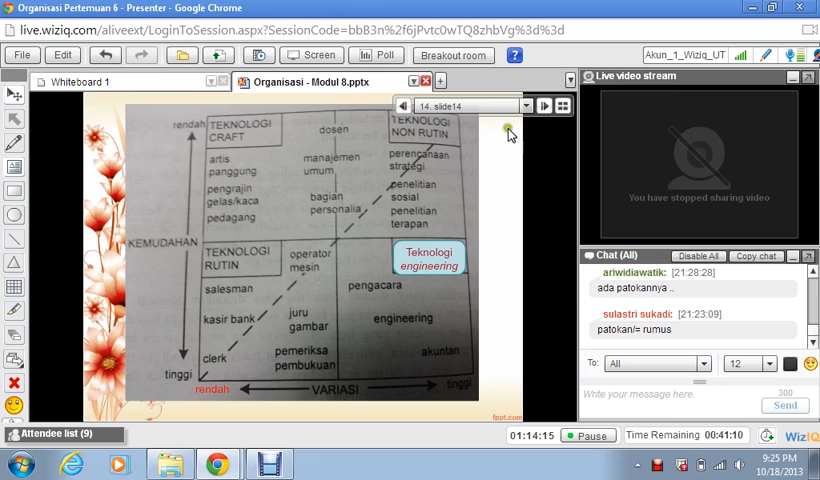 Organisasi Pertemuan 6 - Presenter - Google Chrome
live.wiziq.com/aliveext/LoginToSession.aspx?SessionCode=bbB3n%2f6jPvtc0wTQ8zhbVg%3d%3d
File
Edit
Screen
Poll
Breakout room
?
Akun_1_Wiziq_UT
Whiteboard 1
Organisasi - Modul 8.pptx
14. slide14
rendah
TEKNOLOGI
CRAFT
dosen
TEKNOLOGI
NON RUTIN
artis
panggung
manajemen
umum
perencanaan
strategi
pengrajin
gelas/kaca
bagian
personalia
penelitian
sosial
pedagang
penelitian
terapan
KEMUDAHAN
TEKNOLOGI
RUTIN
operator
mesin
Teknologi
engineering
salesman
pengacara
kasir bank
juru
gambar
engineering
clerk
pemeriksa
pembukuan
akuntan
tinggi
rendah
VARIASI
tinggi
fppt.com
Live video stream
You have stopped sharing video
Chat (All)
Disable All
Copy chat
ariwidiawatik:
[21:28:28]
ada patokannya ..
sulastri sukadi:
[21:23:09]
patokan/= rumus
To:
All
12
Write your message here.
300
Send
Attendee list (9)
01:14:15
Pause
Time Remaining
00:41:10
WizIQ
9:25 PM
10/18/2013